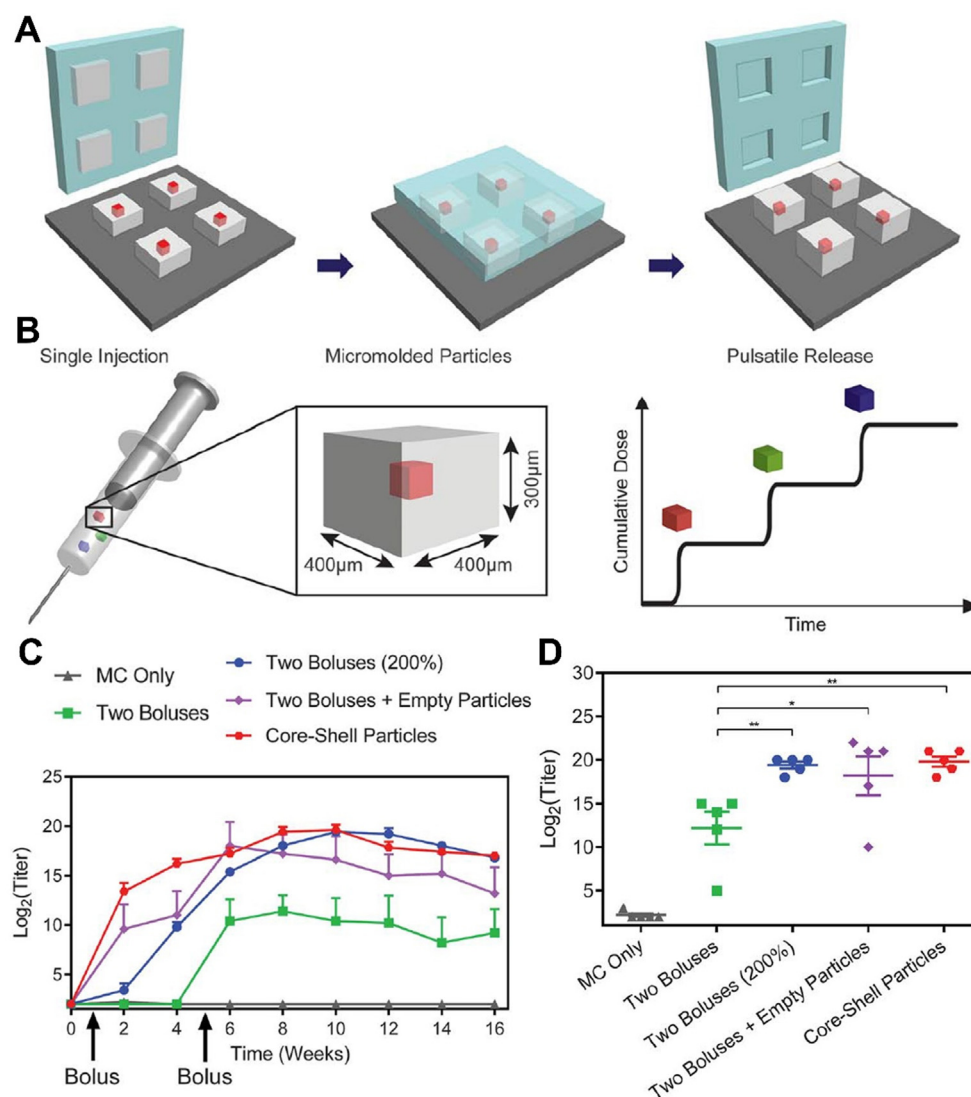 A
B
Single Injection
Micromolded Particles
Pulsatile Release
300μm
400μm
400μm
Cumulative Dose
Time
C
MC Only
Two Boluses
Two Boluses (200%)
Two Boluses + Empty Particles
Core-Shell Particles
Log₂(Titer)
25
20
15
10
5
0 2 4 6 8 10 12 14 16
Time (Weeks)
Bolus
Bolus
D
Log₂(Titer)
30
25
20
15
10
5
**
*
**
MC Only
Two Boluses
Two Boluses (200%)
Two Boluses + Empty Particles
Core-Shell Particles